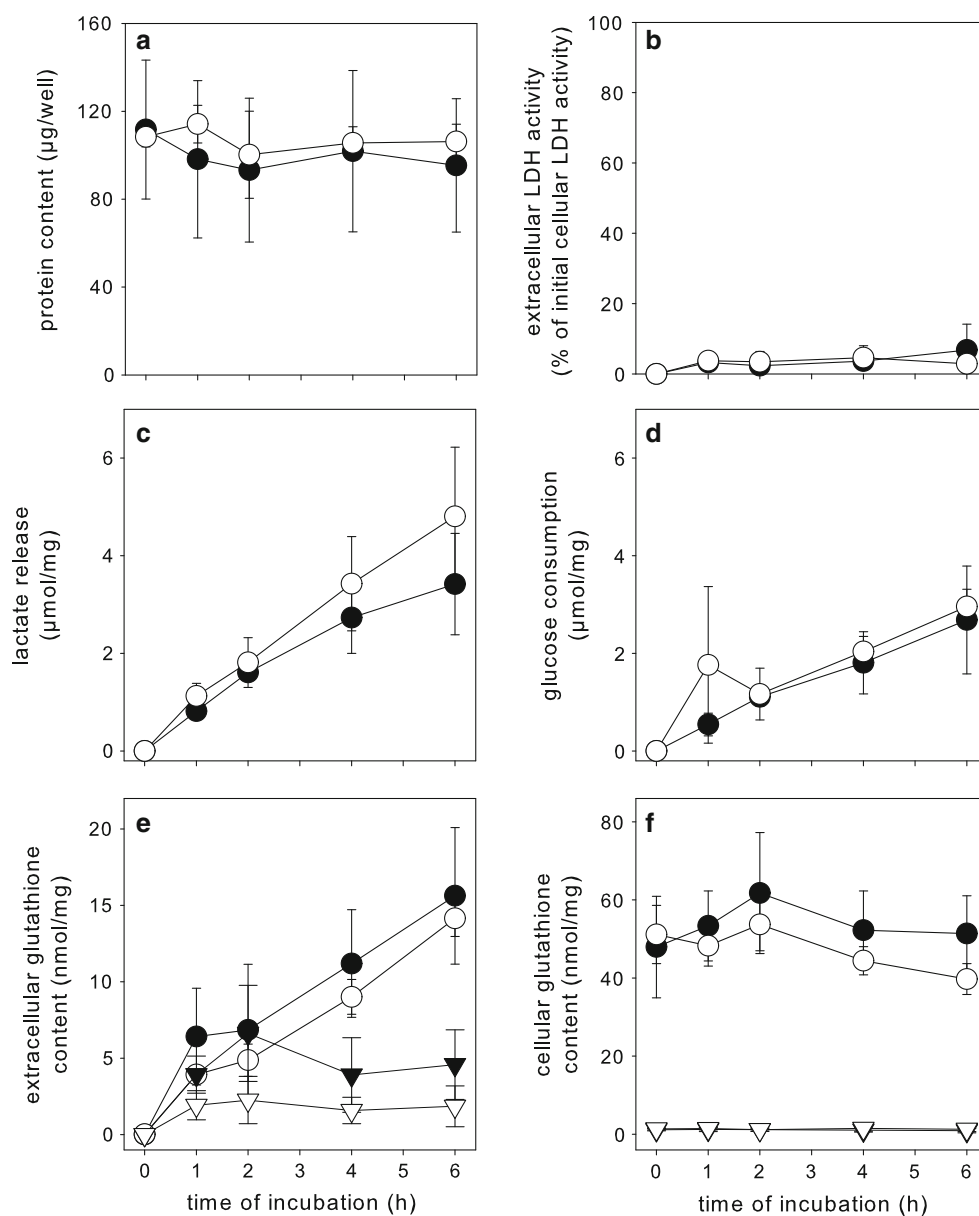 a
protein content (µg/well)
160
120
80
40
0
b
extracellular LDH activity
(% of initial cellular LDH activity)
100
80
60
40
20
0
c
lactate release
(µmol/mg)
6
4
2
0
d
glucose consumption
(µmol/mg)
6
4
2
0
e
extracellular glutathione
content (nmol/mg)
20
15
10
5
0
0 1 2 3 4 5 6
time of incubation (h)
f
cellular glutathione
content (nmol/mg)
80
60
40
20
0
0 1 2 3 4 5 6
time of incubation (h)